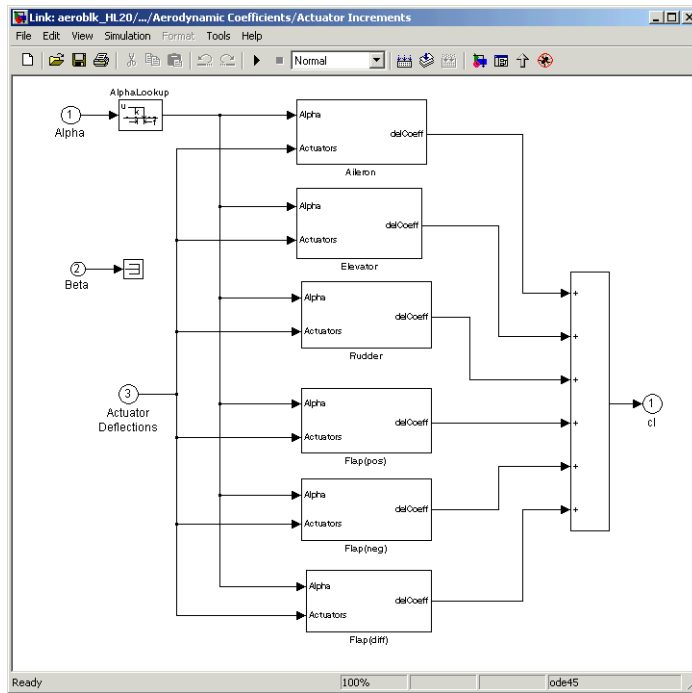 Link: aeroblk_HL20/.../Aerodynamic Coefficients/Actuator Increments
File Edit View Simulation Format Tools Help
Normal
AlphaLookup
u
k
1
Alpha
Alpha
delCoeff
Actuators
Aileron
Alpha
delCoeff
Actuators
Elevator
2
Beta
Alpha
delCoeff
Actuators
Rudder
3
Actuator
Deflections
Alpha
delCoeff
Actuators
Flap(pos)
Alpha
delCoeff
Actuators
Flap(neg)
Alpha
delCoeff
Actuators
Flap(diff)
+
+
+
+
+
+
1
cl
Ready 100% ode45